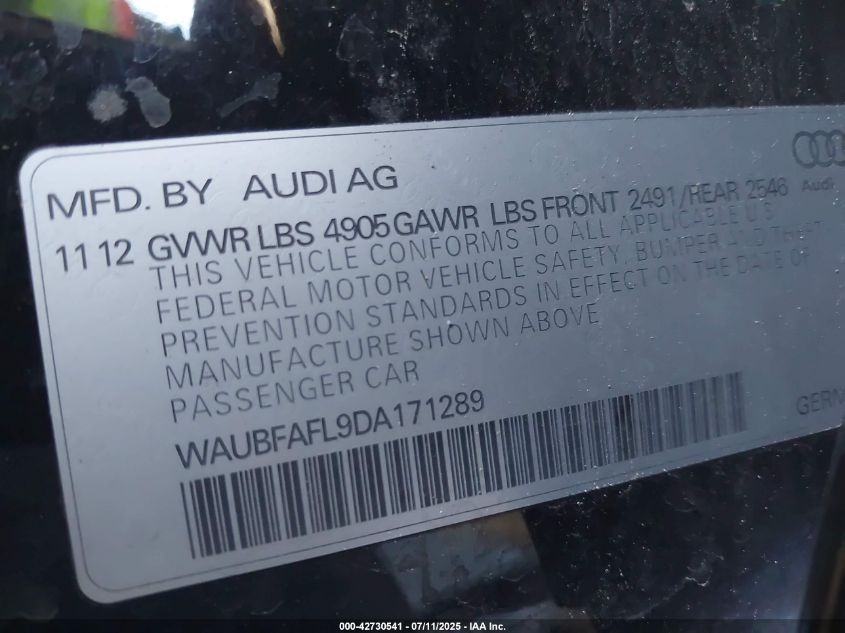 MFD. BY AUDI AG
Audi
11 12 GVWR LBS 4905 GAWR LBS FRONT 2491/REAR 2546
THIS VEHICLE CONFORMS TO ALL APPLICABLE U.S.
FEDERAL MOTOR VEHICLE SAFETY, BUMPER AND THEFT
PREVENTION STANDARDS IN EFFECT ON THE DATE OF
MANUFACTURE SHOWN ABOVE
PASSENGER CAR
WAUBFAFL9DA171289
000-42730541 - 07/11/2025 - IAA Inc.